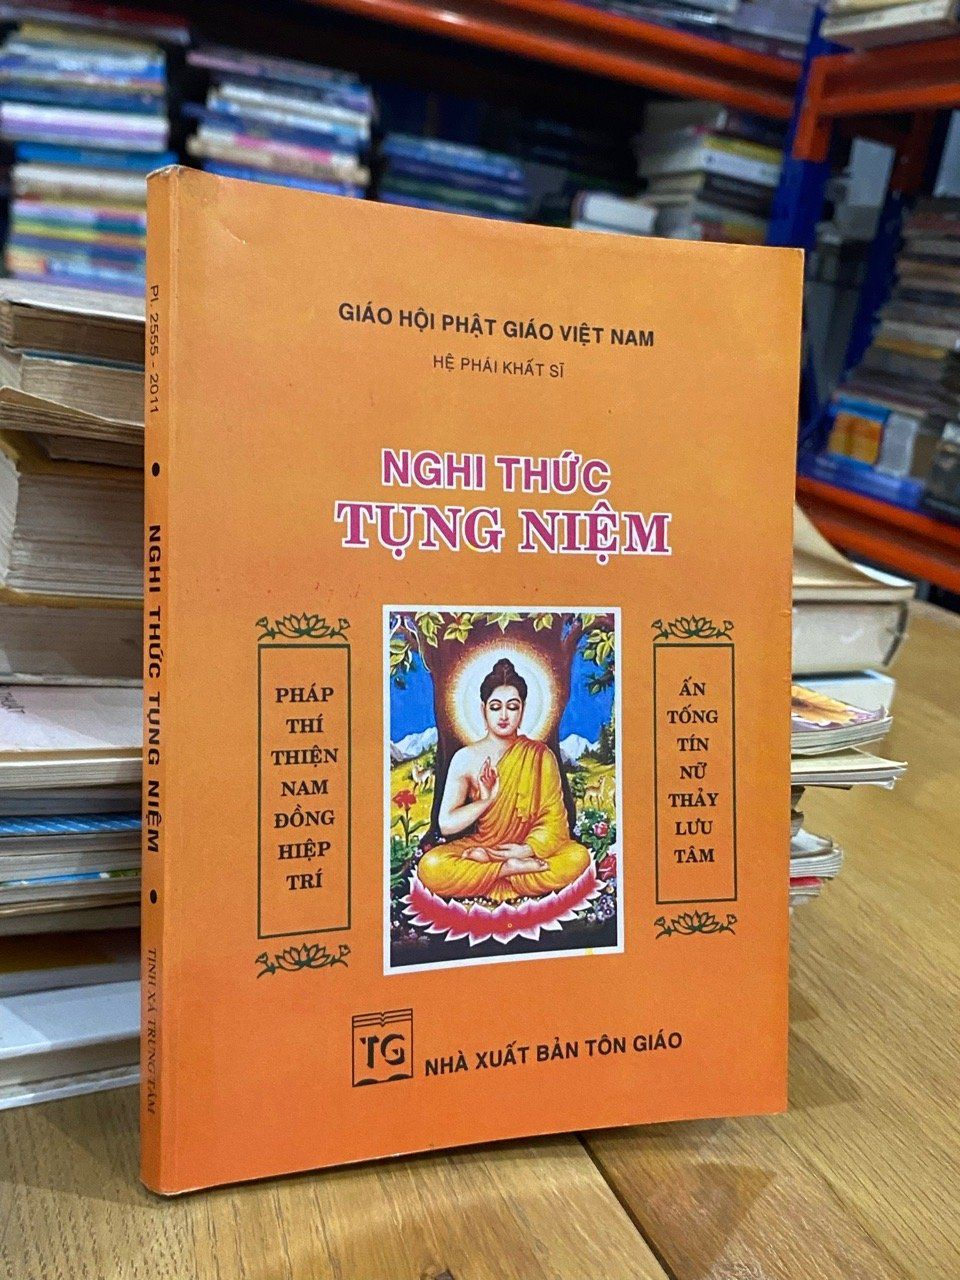 GIÁO HỘI PHẬT GIÁO VIỆT NAM
HỆ PHÁI KHẤT SĨ
NGHI THỨC
TỤNG NIỆM
PHÁP
THÍ
THIỆN
NAM
ĐỒNG
HIỆP
TRÍ
ẤN
TỐNG
TÍN
NỮ
THẢY
LƯU
TÂM
TG
NHÀ XUẤT BẢN TÔN GIÁO
PL. 2555 - 2011 • NGHI THỨC TỤNG NIỆM • TỊNH XÁ TRUNG TÂM